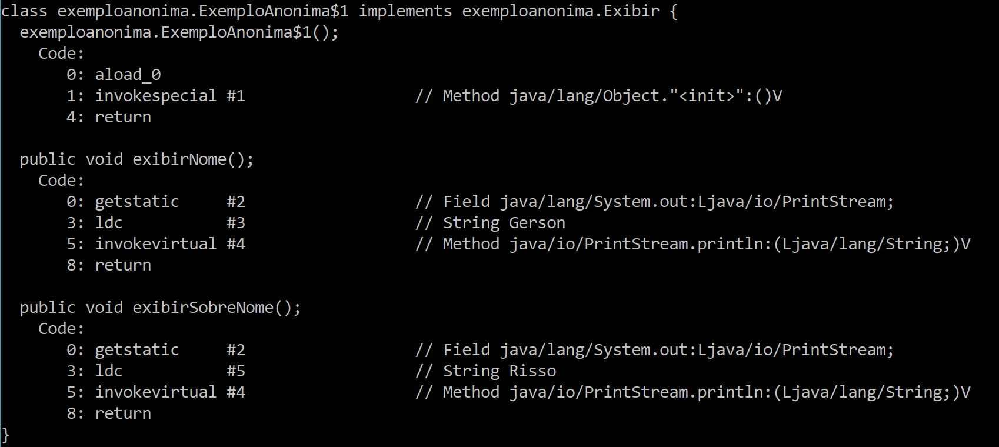 class exemploanonima.ExemploAnonima$1 implements exemploanonima.Exibir {
  exemploanonima.ExemploAnonima$1();
    Code:
       0: aload_0
       1: invokespecial #1                  // Method java/lang/Object."<init>":()V
       4: return

  public void exibirNome();
    Code:
       0: getstatic     #2                  // Field java/lang/System.out:Ljava/io/PrintStream;
       3: ldc           #3                  // String Gerson
       5: invokevirtual #4                  // Method java/io/PrintStream.println:(Ljava/lang/String;)V
       8: return

  public void exibirSobreNome();
    Code:
       0: getstatic     #2                  // Field java/lang/System.out:Ljava/io/PrintStream;
       3: ldc           #5                  // String Risso
       5: invokevirtual #4                  // Method java/io/PrintStream.println:(Ljava/lang/String;)V
       8: return
}